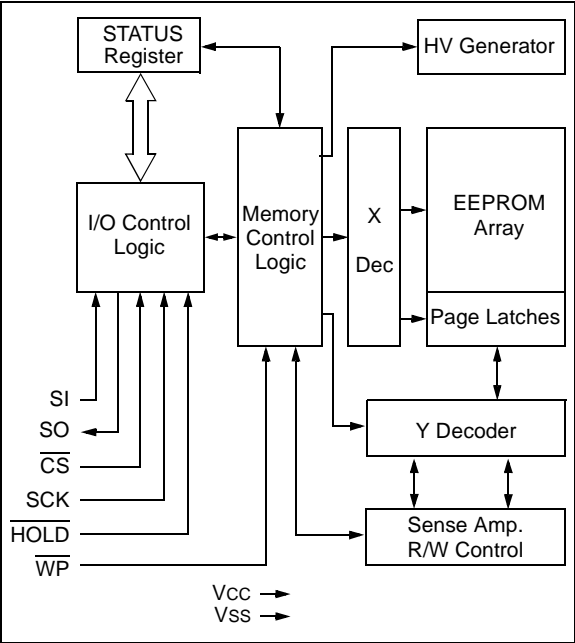 STATUS
Register
HV Generator
I/O Control
Logic
Memory
Control
Logic
X
Dec
EEPROM
Array
Page Latches
SI
SO
CS
SCK
HOLD
WP
Y Decoder
Sense Amp.
R/W Control
VCC
VSS